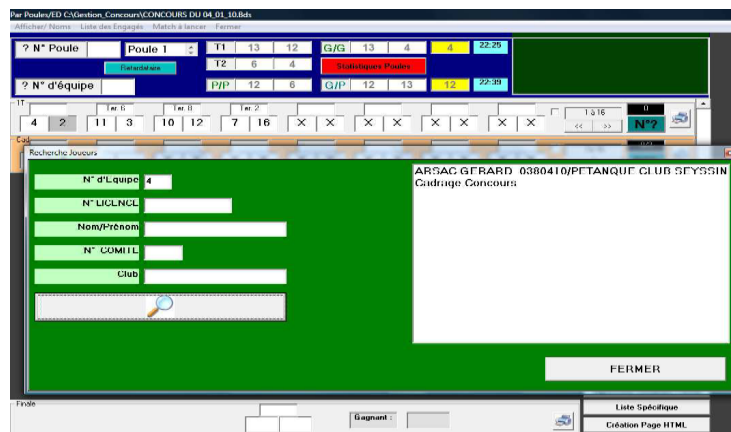 Par Poules/ED C:\Gestion_Concours\CONCOURS DU 04_01_10.Bds
Afficher/ Noms Liste des Engagés Match à lancer Fermer
? N° Poule Poule 1 T1 13 12 G/G 13 4 4 22:25
Retardataire T2 6 4 Statistiques Poules
? N° d'équipe P/P 12 6 G/P 12 13 12 22:39
1T Ter. 6 Ter. 8 Ter. 2 1 à 16 0
4 2 11 3 10 12 7 16 X X X X X X X X << >> N°?
Cad
Recherche Joueurs
N° d'Equipe 4
N° LICENCE
Nom/Prénom
N° COMITE
Club
ARSAC GERARD 0380410/PETANQUE CLUB SEYSSIN
Cadrage Concours
FERMER
Finale
Gagnant :
Liste Spécifique
Création Page HTML